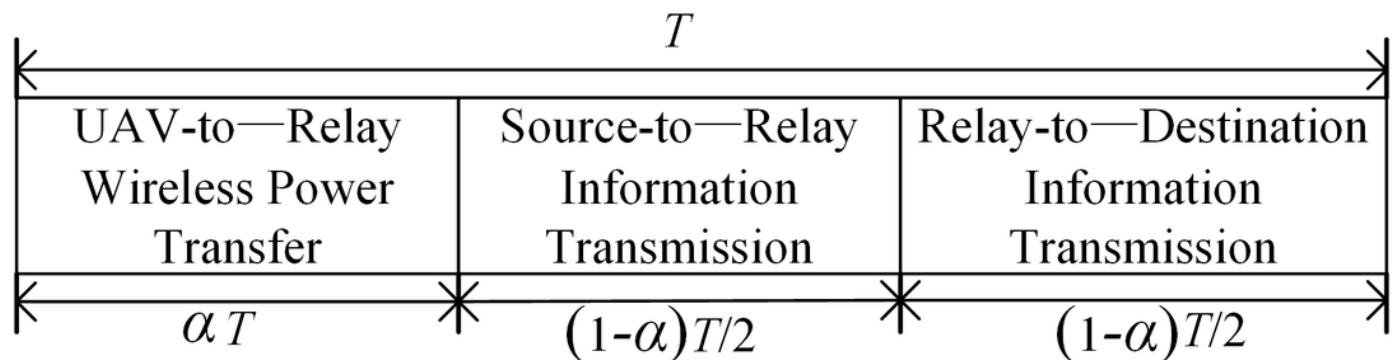 T
UAV-to—Relay
Wireless Power
Transfer
Source-to—Relay
Information
Transmission
Relay-to—Destination
Information
Transmission
αT
(1-α)T/2
(1-α)T/2